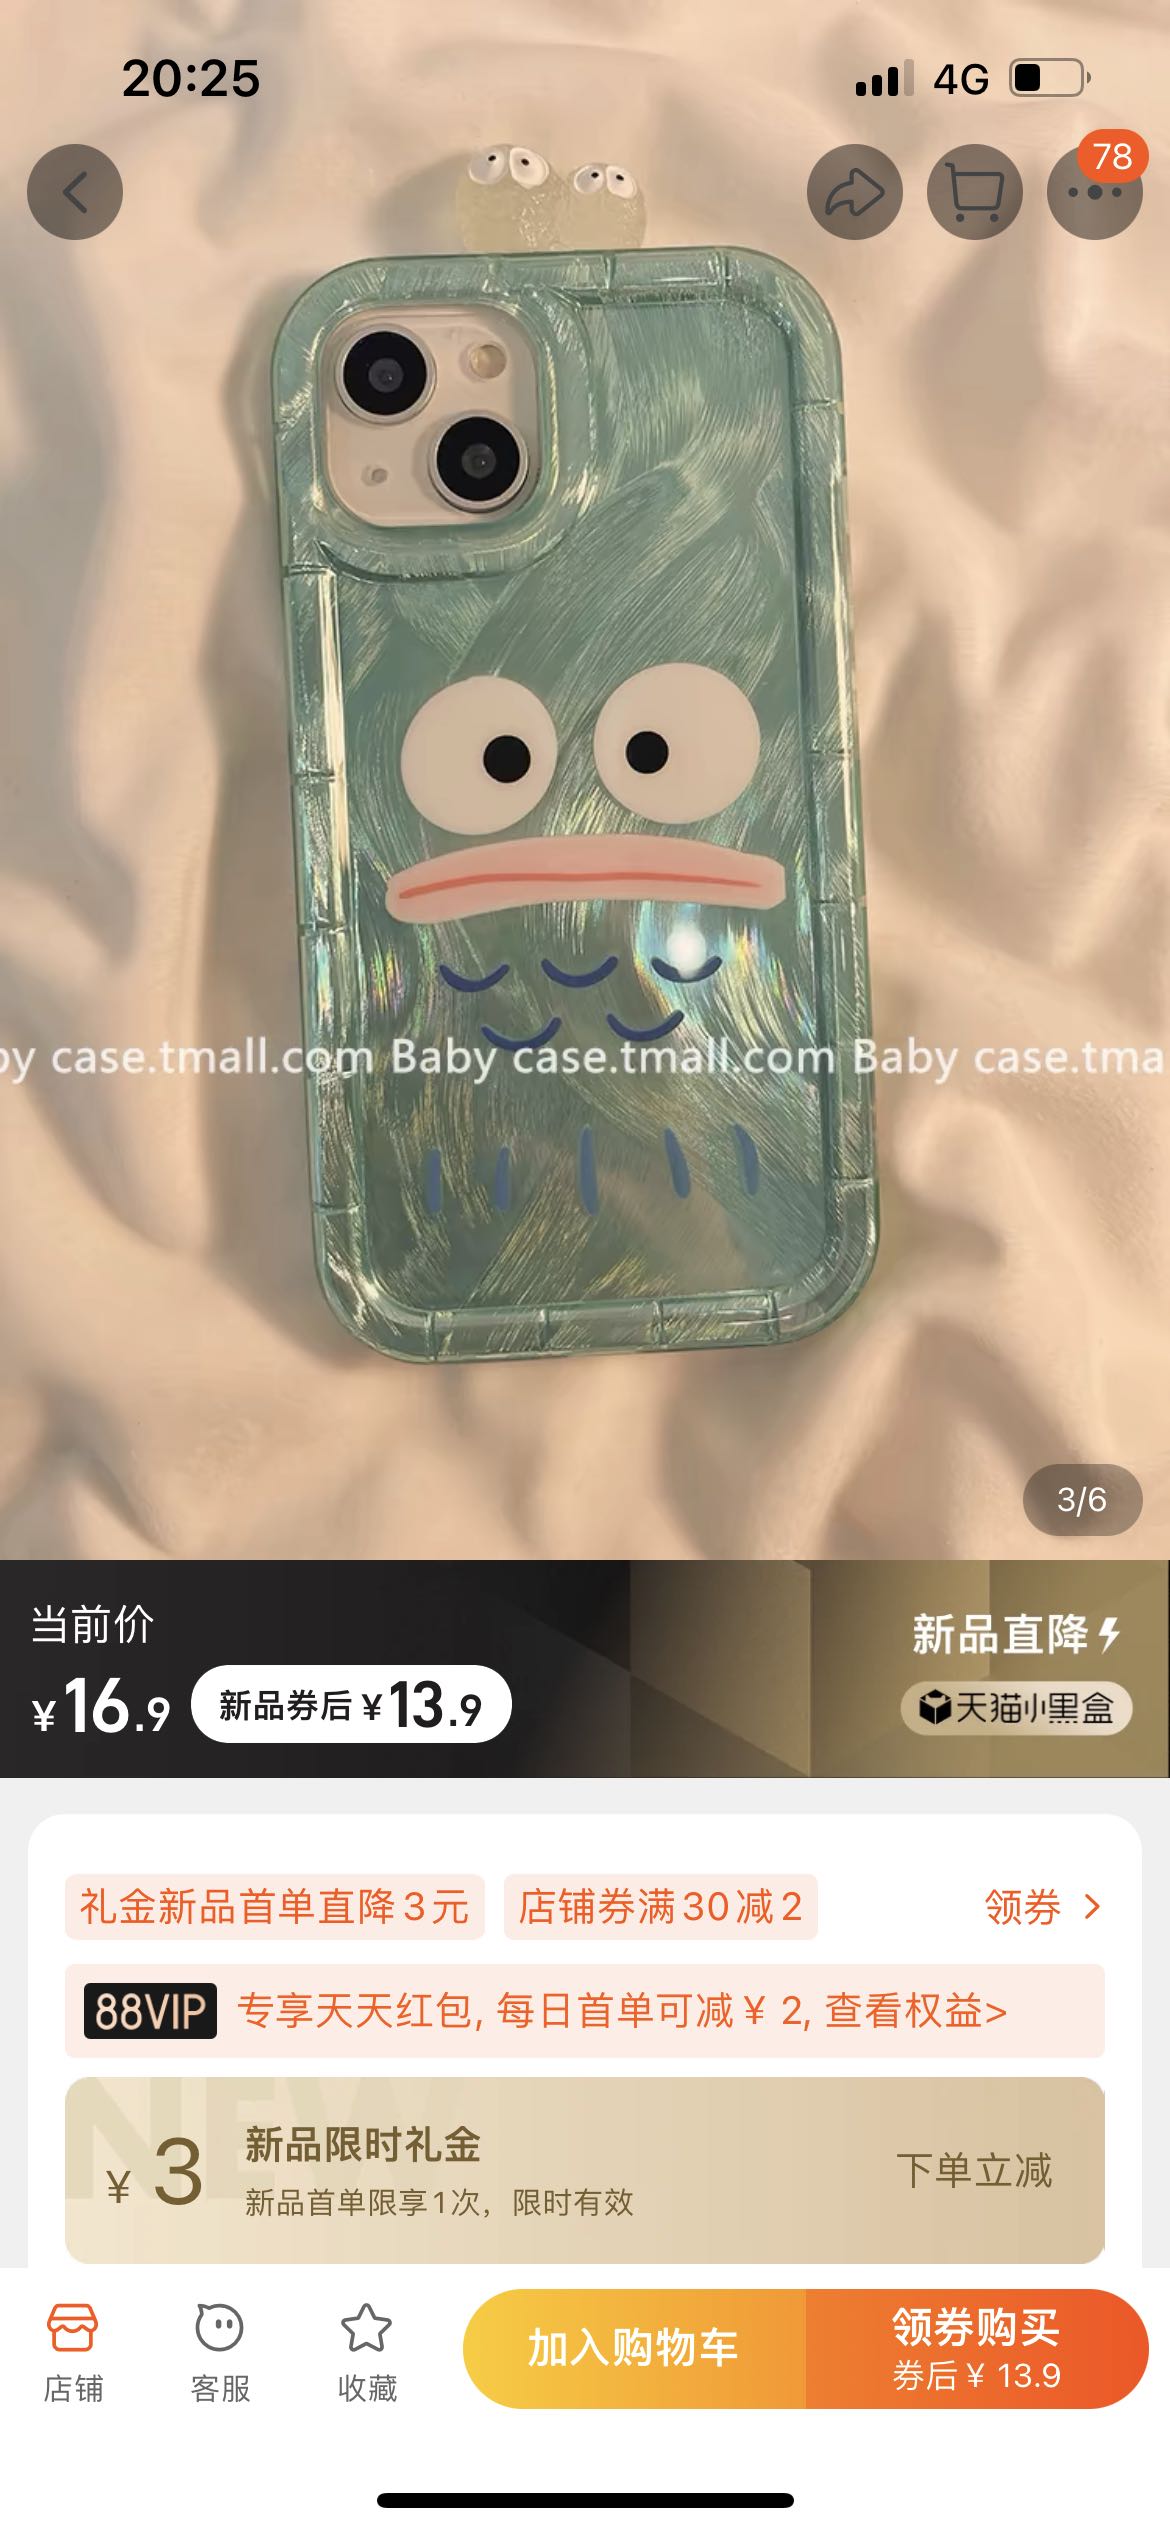 20:25
4G
78
by case.tmall.com Baby case.tmall.com Baby case.tma
3/6
当前价
¥16.9 新品券后¥13.9
新品直降
天猫小黑盒
礼金新品首单直降3元 店铺券满30减2 领券 >
88VIP 专享天天红包, 每日首单可减¥ 2, 查看权益>
NEW
¥ 3 新品限时礼金
新品首单限享1次，限时有效
下单立减
店铺 客服 收藏
加入购物车
领券购买
券后¥ 13.9